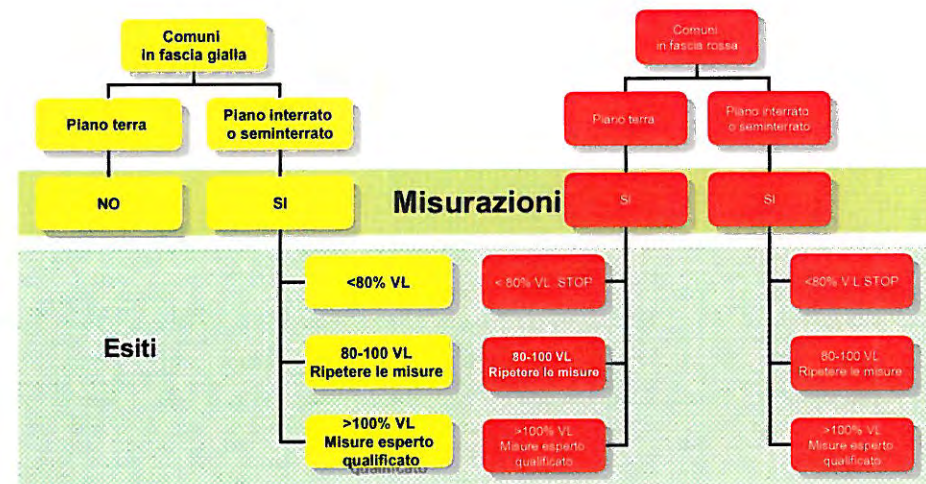 Comuni
in fascia gialla
Comuni
in fascia rossa
Piano terra
Piano interrato
o seminterrato
Piano terra
Piano interrato
o seminterrato
NO
SI
Misurazioni
SI
SI
Esiti
<80% VL
80-100 VL
Ripetere le misure
>100% VL
Misure esperto
qualificato
< 80% VL STOP
80-100 VL
Ripetere le misure
>100% VL
Misure esperto
qualificato
<80% V.L STOP
80-100 VL
Ripetere le misure
>100% VL
Misure esperto
qualificato